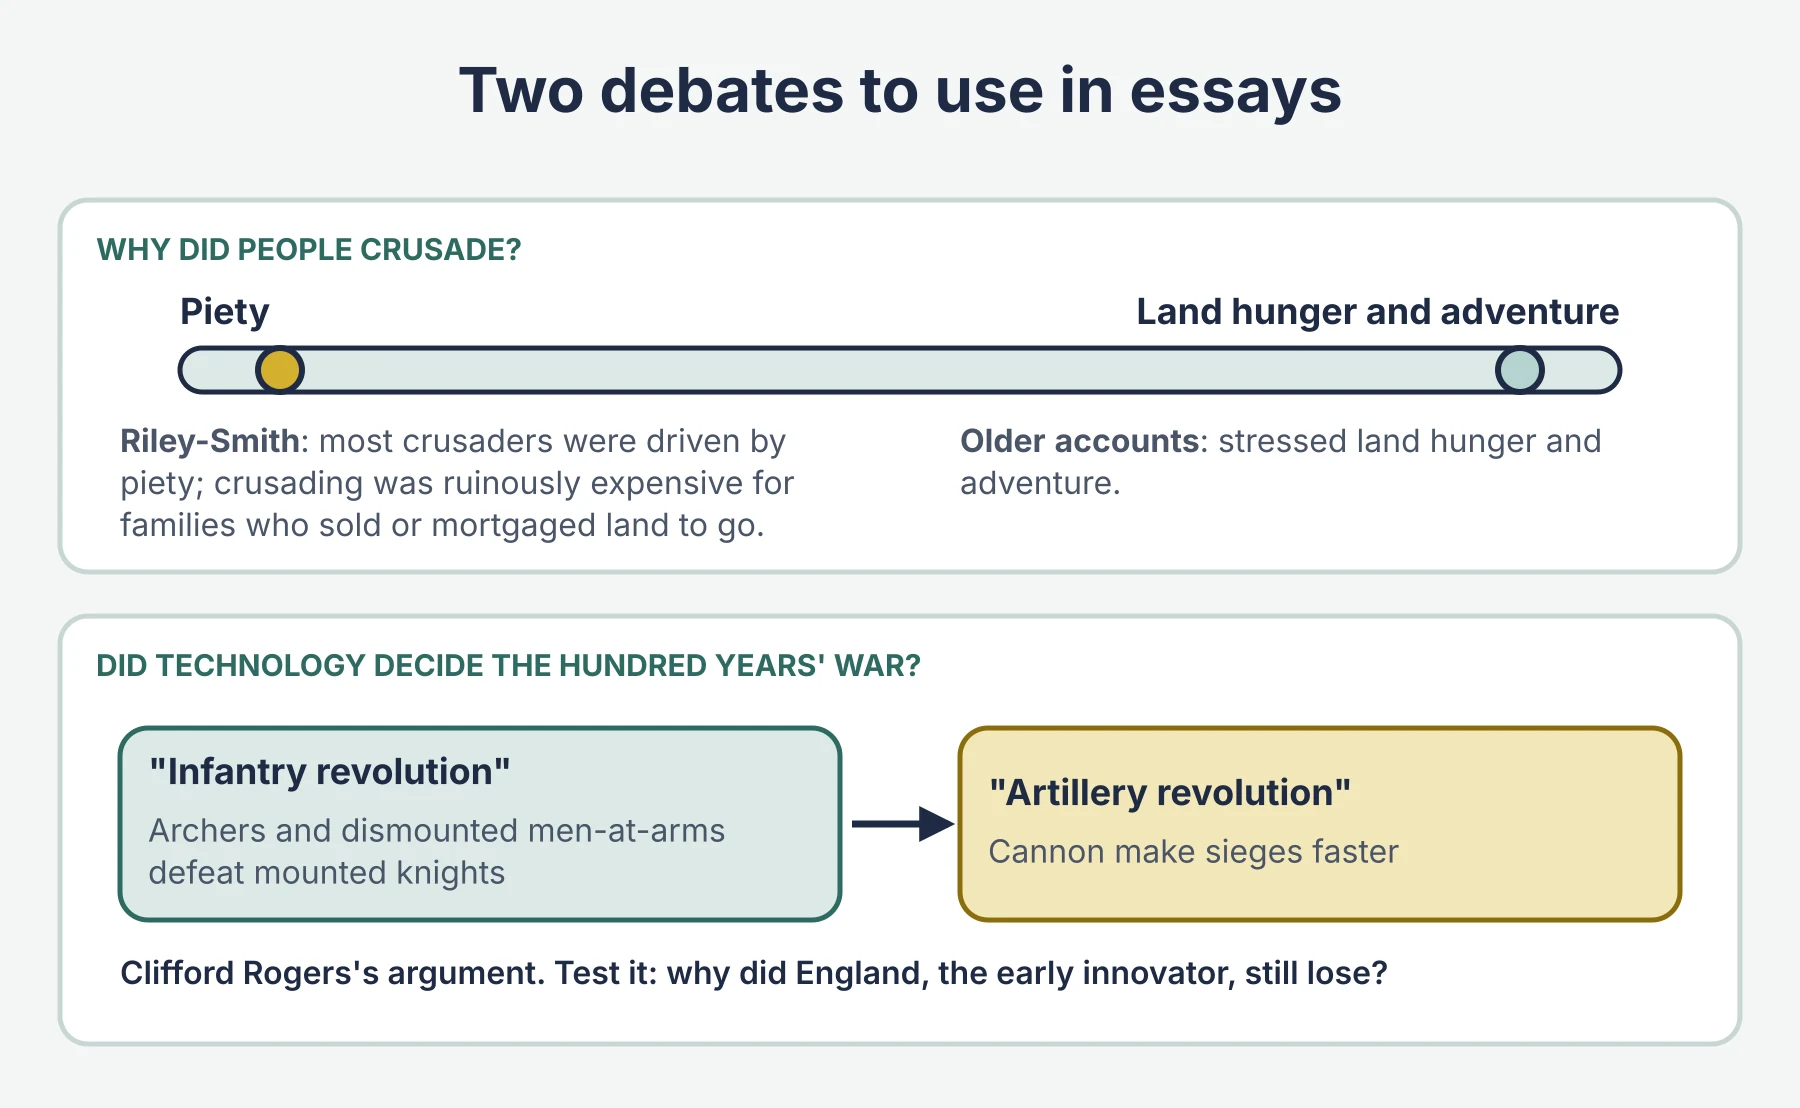 Two debates to use in essays
WHY DID PEOPLE CRUSADE?
Piety
Land hunger and adventure
Riley-Smith: most crusaders were driven by
piety; crusading was ruinously expensive for
families who sold or mortgaged land to go.
Older accounts: stressed land hunger and
adventure.
DID TECHNOLOGY DECIDE THE HUNDRED YEARS' WAR?
"Infantry revolution"
Archers and dismounted men-at-arms
defeat mounted knights
"Artillery revolution"
Cannon make sieges faster
Clifford Rogers's argument. Test it: why did England, the early innovator, still lose?